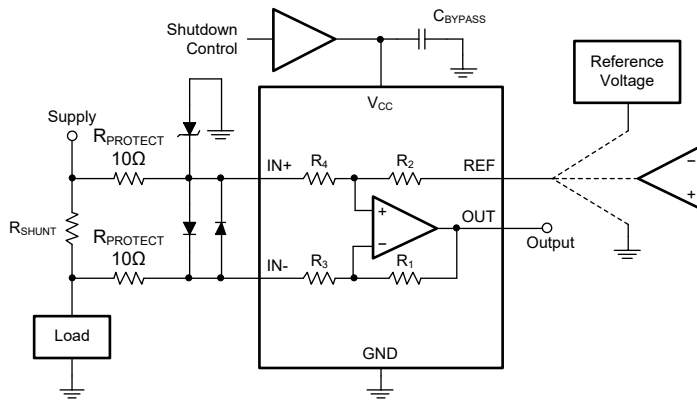 Shutdown
Control
CBYPASS
Reference
Voltage
VCC
Supply
RPROTECT
10Ω
IN+
R4
R2
REF
RSHUNT
+
-
-
+
OUT
Output
RPROTECT
10Ω
IN-
R3
R1
Load
GND